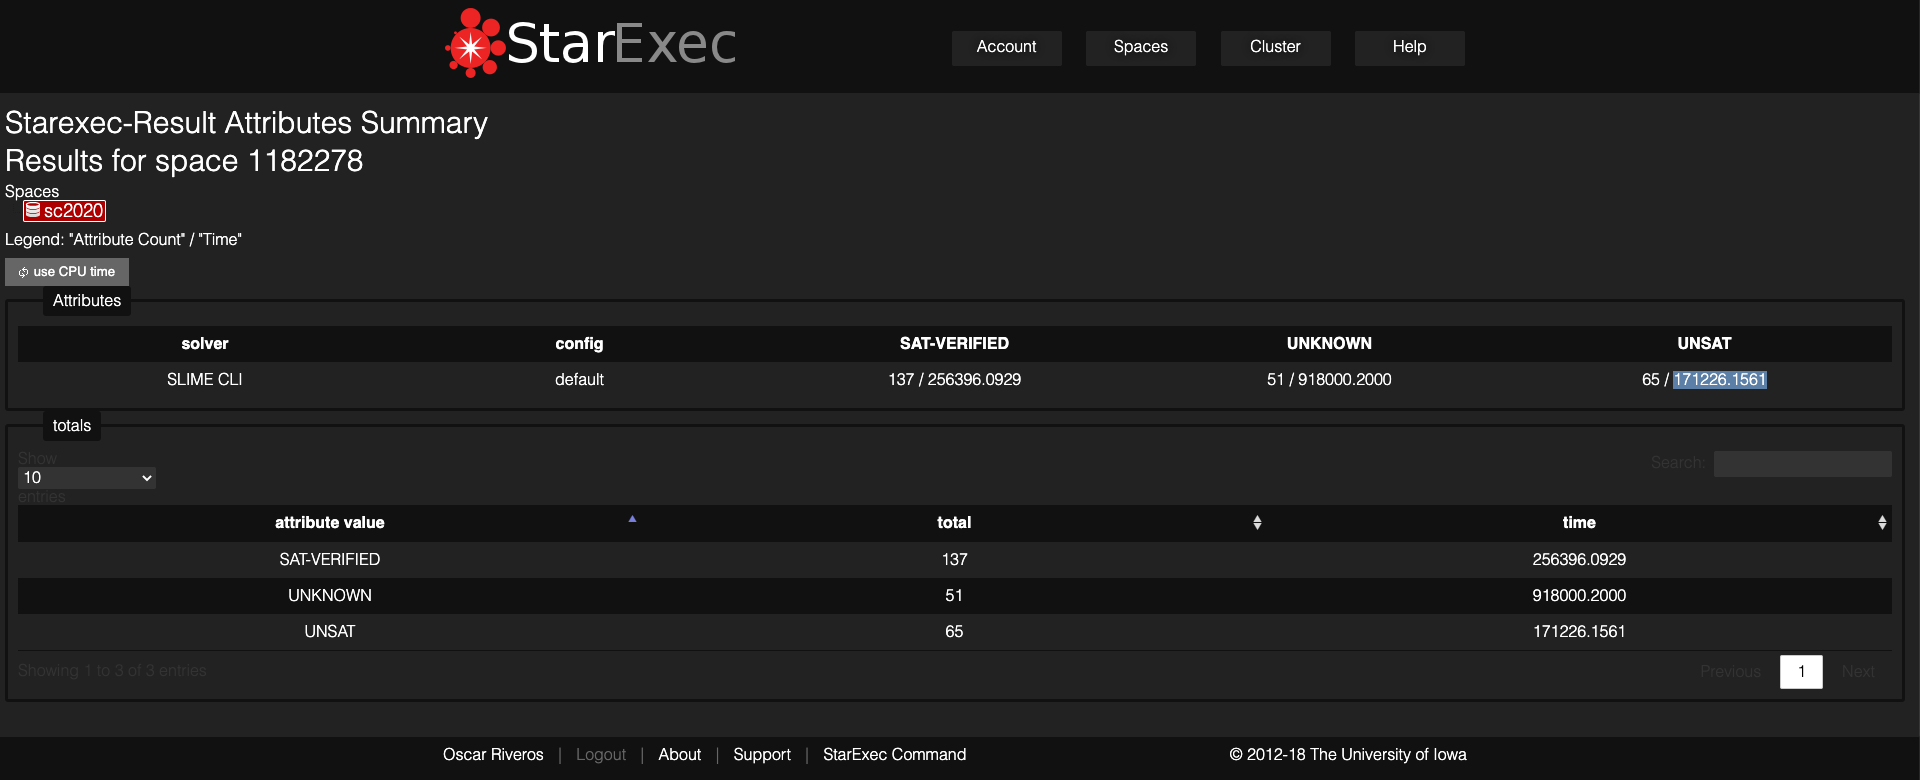 StarExec
Account Spaces Cluster Help
Starexec-Result Attributes Summary
Results for space 1182278
Spaces
sc2020
Legend: "Attribute Count" / "Time"
use CPU time
Attributes
solver config SAT-VERIFIED UNKNOWN UNSAT
SLIME CLI default 137 / 256396.0929 51 / 918000.2000 65 / 171226.1561
totals
Show
10
entries
Search:
attribute value total time
SAT-VERIFIED 137 256396.0929
UNKNOWN 51 918000.2000
UNSAT 65 171226.1561
Showing 1 to 3 of 3 entries
Previous 1 Next
Oscar Riveros | Logout | About | Support | StarExec Command © 2012-18 The University of Iowa